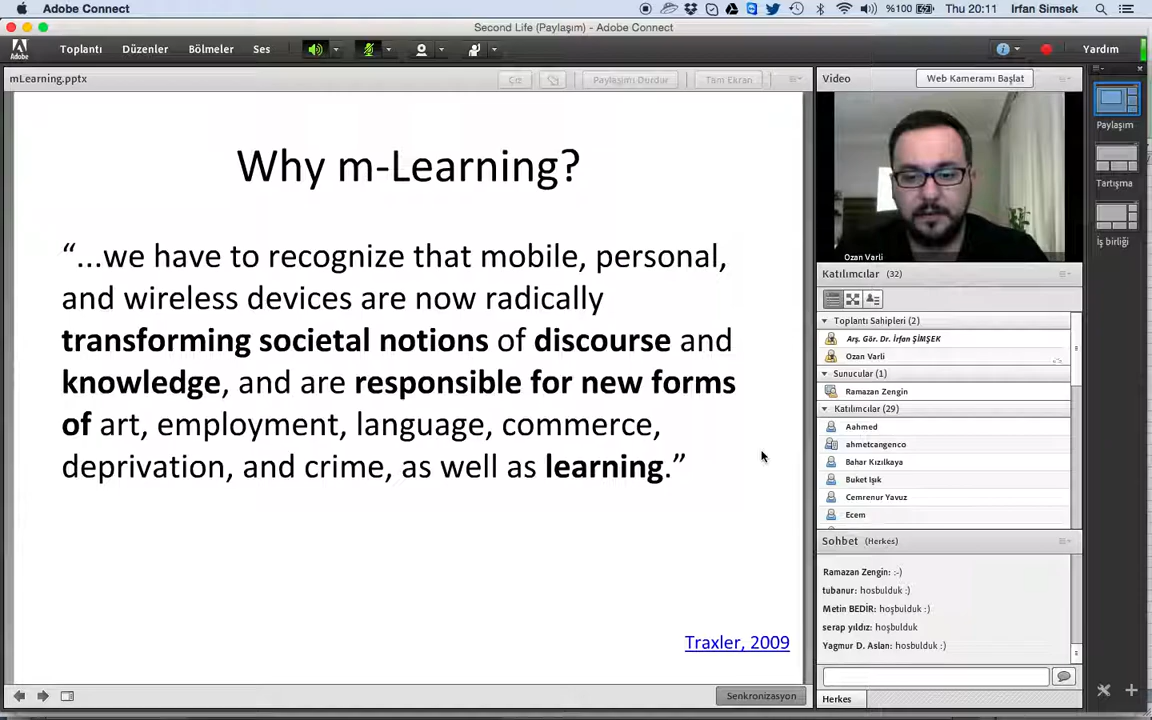 Adobe Connect
%100
Thu 20:11
Irfan Simsek
Second Life (Paylaşım) - Adobe Connect
Adobe
Toplantı
Düzenler
Bölmeler
Ses
Yardım
mLearning.pptx
Çiz
Paylaşımı Durdur
Tam Ekran
Why m-Learning?
“...we have to recognize that mobile, personal,
and wireless devices are now radically
transforming societal notions of discourse and
knowledge, and are responsible for new forms
of art, employment, language, commerce,
deprivation, and crime, as well as learning.”
Traxler, 2009
Senkronizasyon
Video
Web Kameramı Başlat
Ozan Varli
Katılımcılar (32)
Toplantı Sahipleri (2)
Arş. Gör. Dr. İrfan ŞİMŞEK
Ozan Varli
Sunucular (1)
Ramazan Zengin
Katılımcılar (29)
Aahmed
ahmetcangenco
Bahar Kızılkaya
Buket Işık
Cemrenur Yavuz
Ecem
Sohbet (Herkes)
Ramazan Zengin: :-)
tubanur: hosbulduk :)
Metin BEDİR: hoşbulduk :)
serap yıldız: hoşbulduk
Yagmur D. Aslan: hosbulduk :)
Herkes
Paylaşım
Tartışma
İş birliği